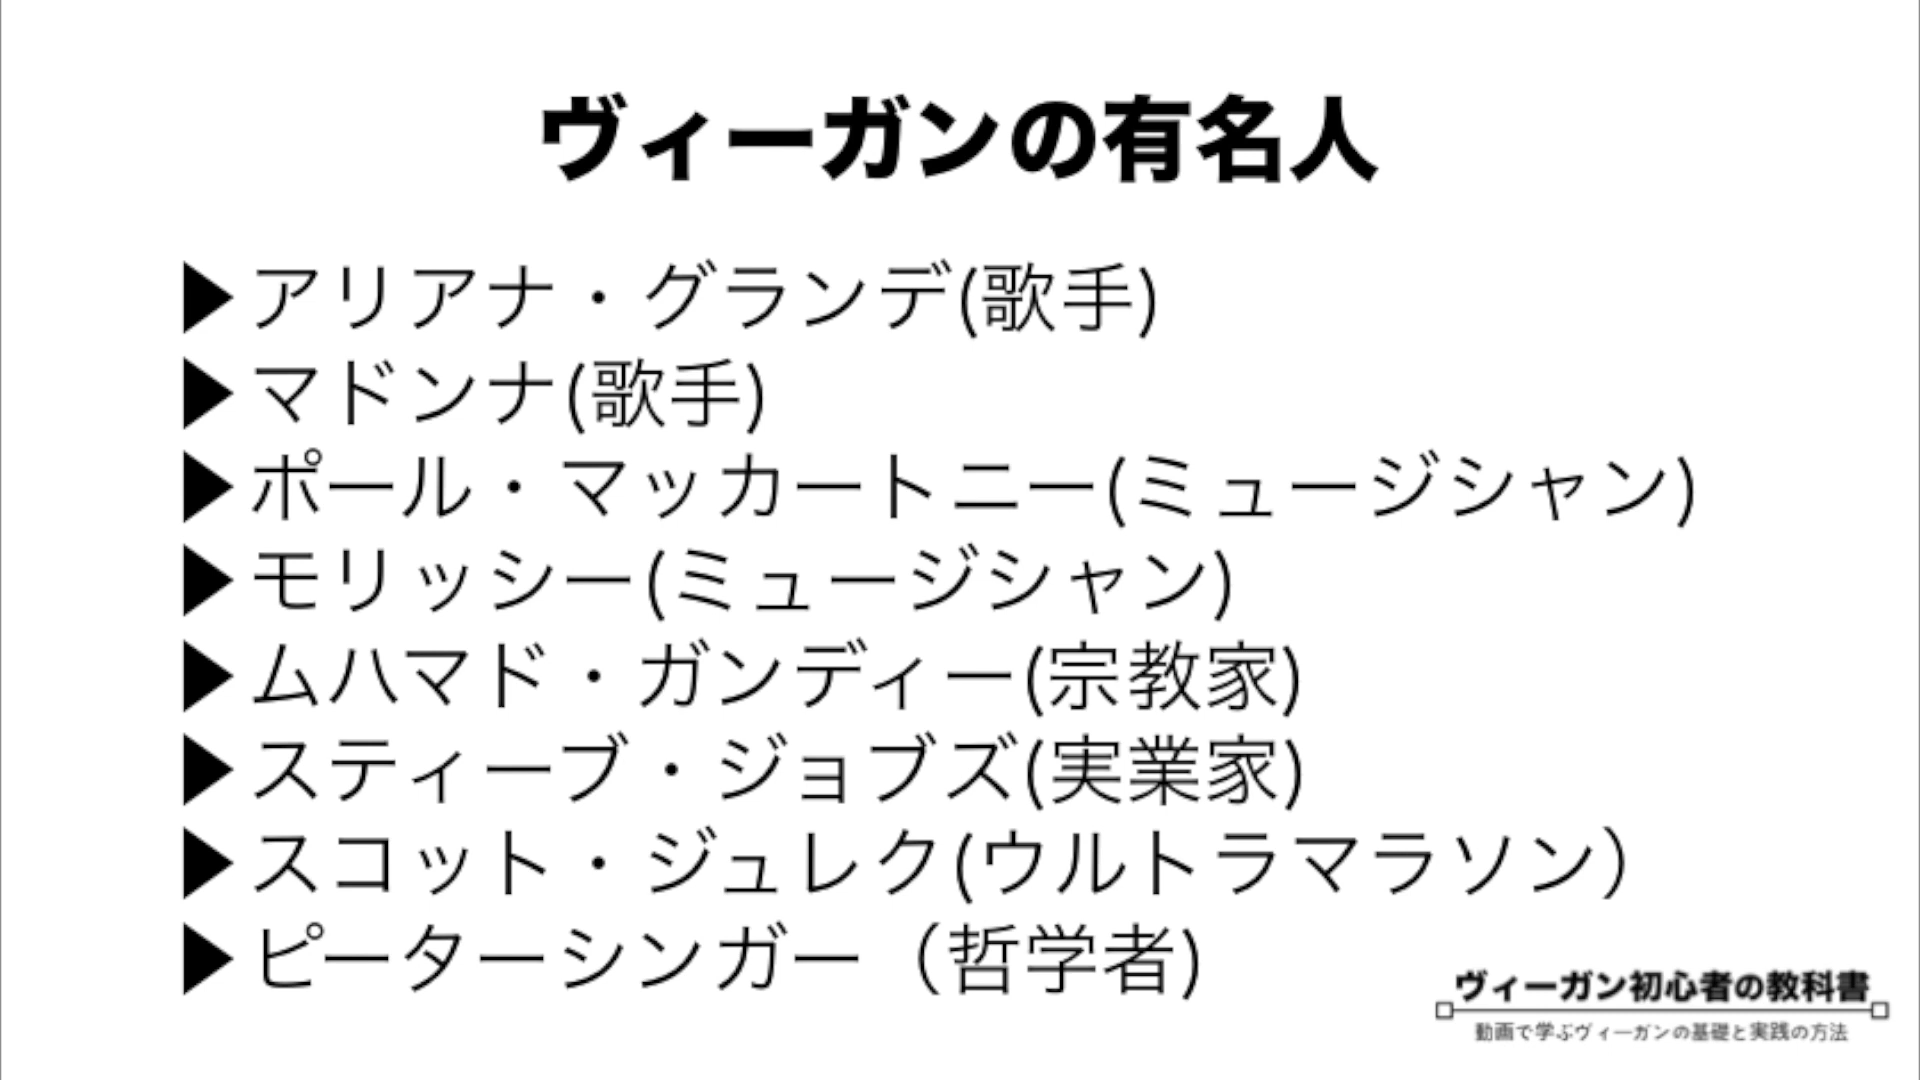 ヴィーガンの有名人
▶アリアナ・グランデ(歌手)
▶マドンナ(歌手)
▶ポール・マッカートニー(ミュージシャン)
▶モリッシー(ミュージシャン)
▶ムハマド・ガンディー(宗教家)
▶スティーブ・ジョブズ(実業家)
▶スコット・ジュレク(ウルトラマラソン）
▶ピーターシンガー（哲学者)
ヴィーガン初心者の教科書
動画で学ぶヴィーガンの基礎と実践の方法